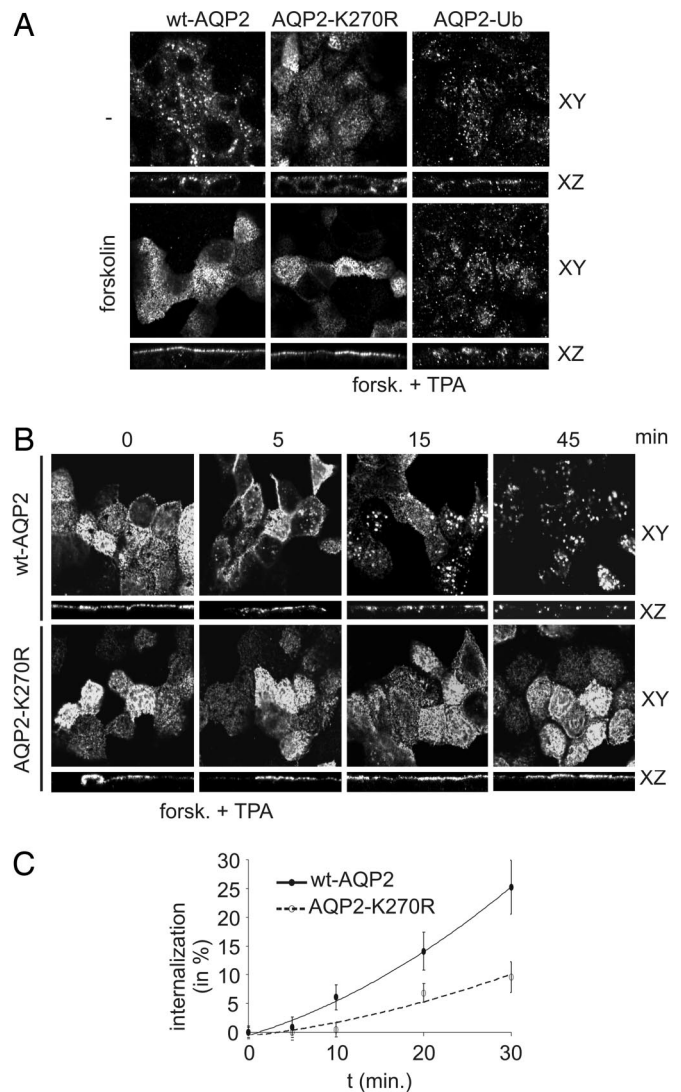 A
wt-AQP2 AQP2-K270R AQP2-Ub
- XY
XZ
forskolin XY
XZ
forsk. + TPA
B
0 5 15 45 min
wt-AQP2 XY
XZ
AQP2-K270R XY
XZ
forsk. + TPA
C
internalization
(in %)
30
25
20
15
10
5
0
wt-AQP2
AQP2-K270R
0 10 20 30
t (min.)